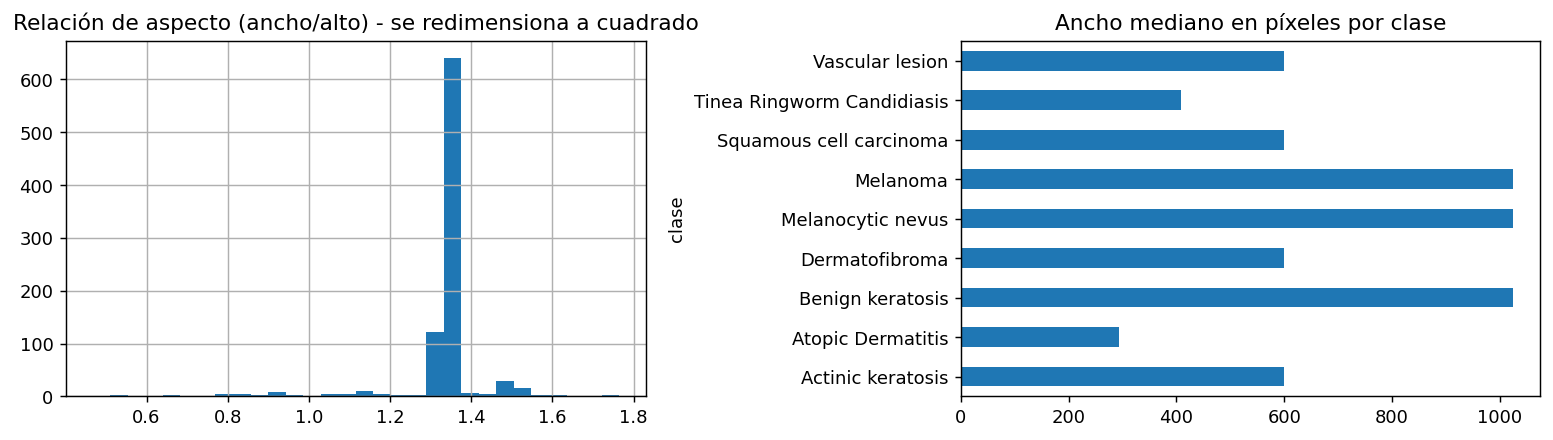 Relación de aspecto (ancho/alto) - se redimensiona a cuadrado
600
500
400
300
200
100
0
0.6 0.8 1.0 1.2 1.4 1.6 1.8
Ancho mediano en píxeles por clase
clase
Vascular lesion
Tinea Ringworm Candidiasis
Squamous cell carcinoma
Melanoma
Melanocytic nevus
Dermatofibroma
Benign keratosis
Atopic Dermatitis
Actinic keratosis
0 200 400 600 800 1000